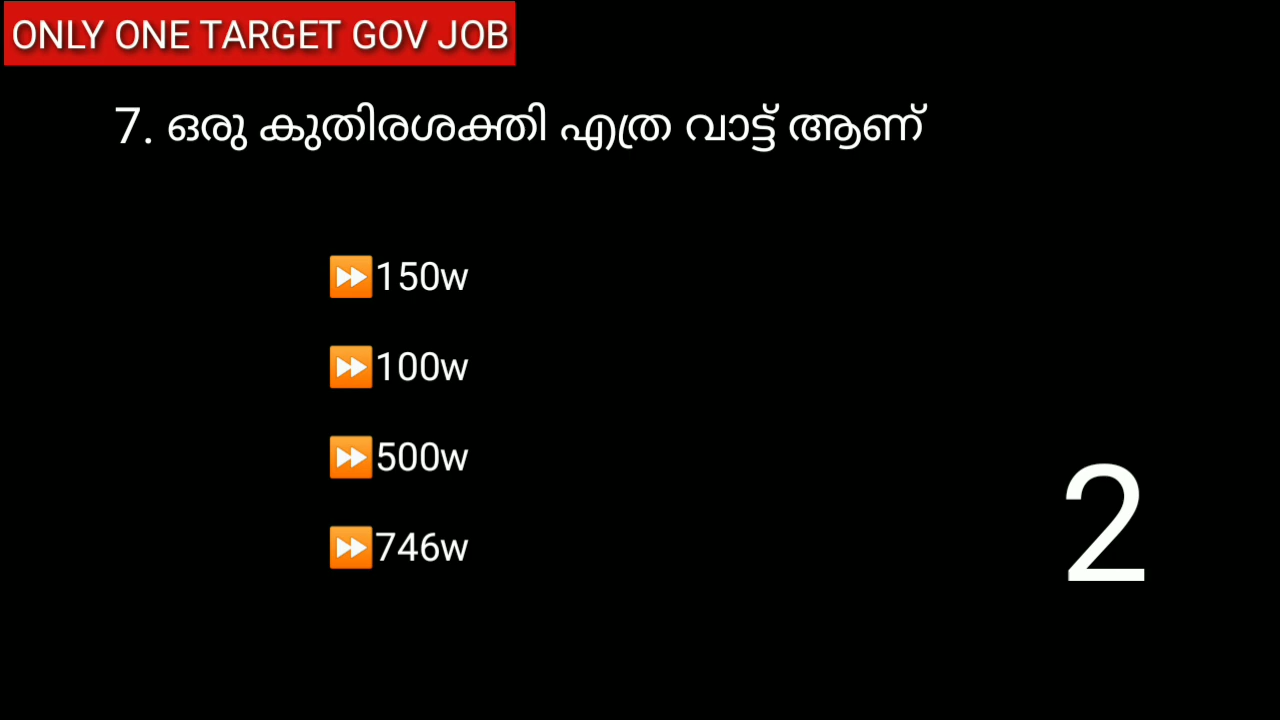 ONLY ONE TARGET GOV JOB
7. ഒരു കുതിരശക്തി എത്ര വാട്ട് ആണ്
⏩150w
⏩100w
⏩500w
⏩746w
2